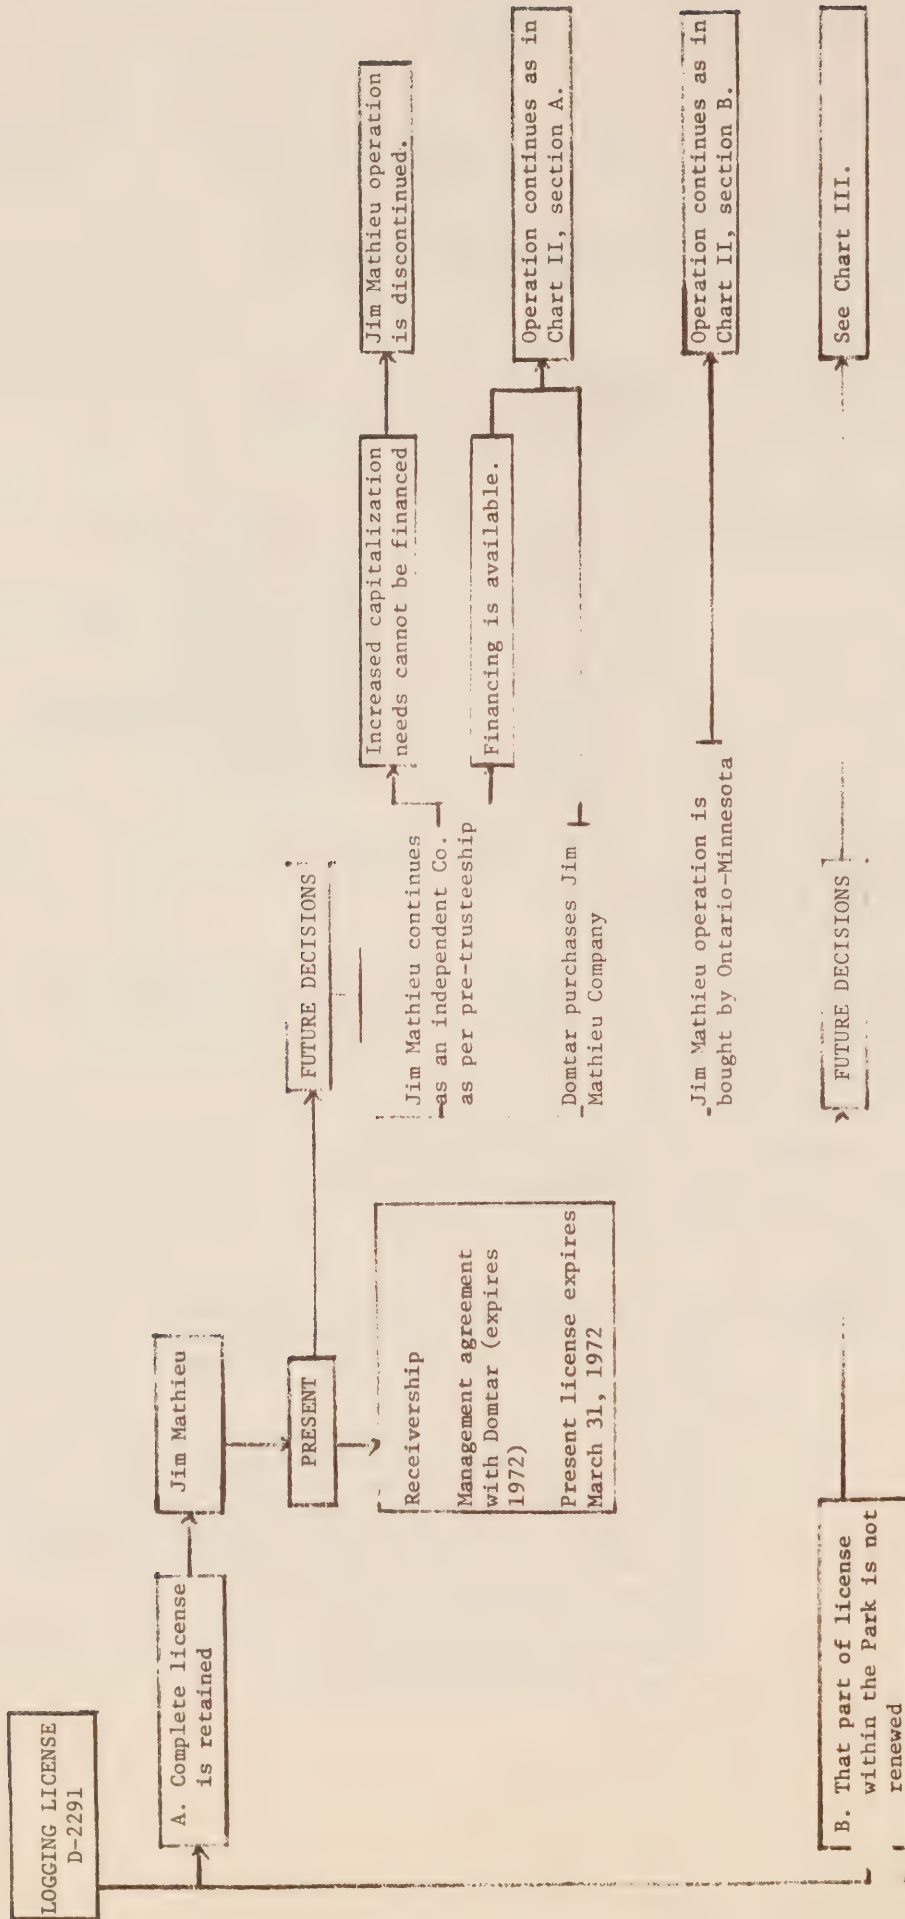 LOGGING LICENSE
D-2291
A. Complete license
is retained
Jim Mathieu
PRESENT
Receivership
Management agreement
with Domtar (expires
1972)
Present license expires
March 31, 1972
FUTURE DECISIONS
Jim Mathieu continues
as an independent Co.
as per pre-trusteeship
Increased capitalization
needs cannot be financed
Jim Mathieu operation
is discontinued.
Financing is available.
Operation continues as in
Chart II, section A.
Domtar purchases Jim
Mathieu Company
Jim Mathieu operation is
bought by Ontario-Minnesota
Operation continues as in
Chart II, section B.
B. That part of license
within the Park is not
renewed
FUTURE DECISIONS
See Chart III.